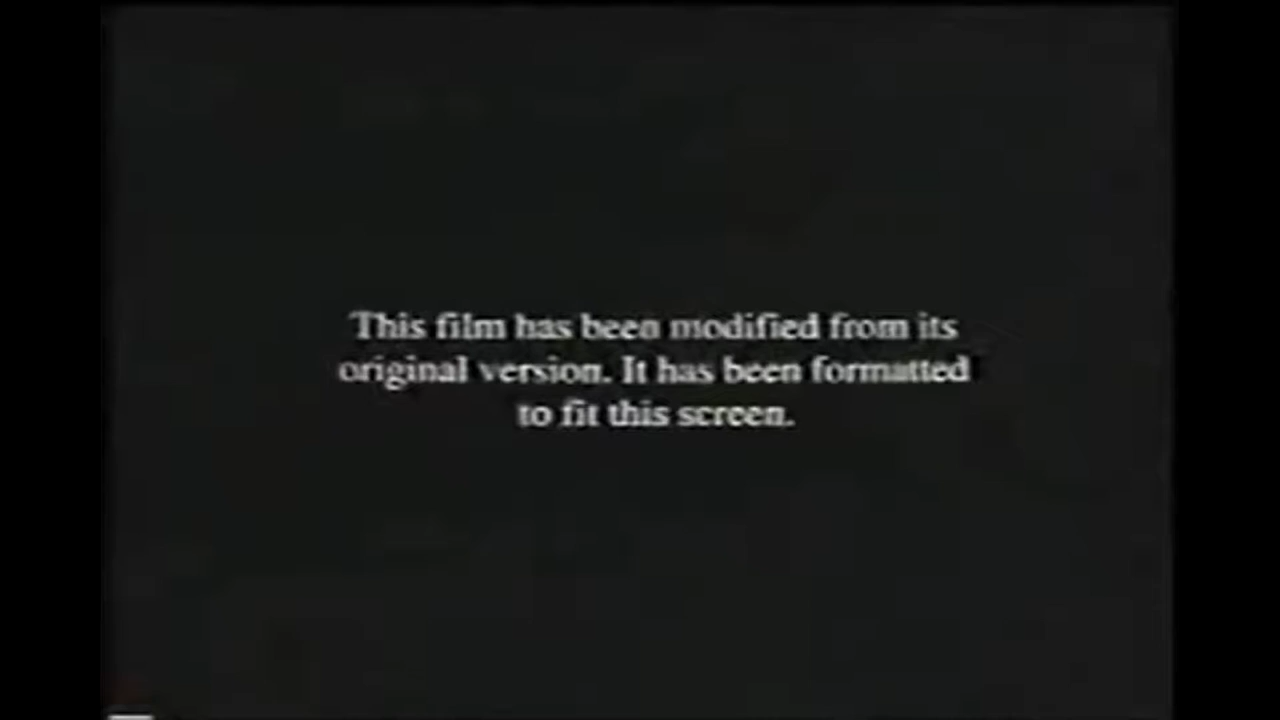 This film has been modified from its
original version. It has been formatted
to fit this screen.